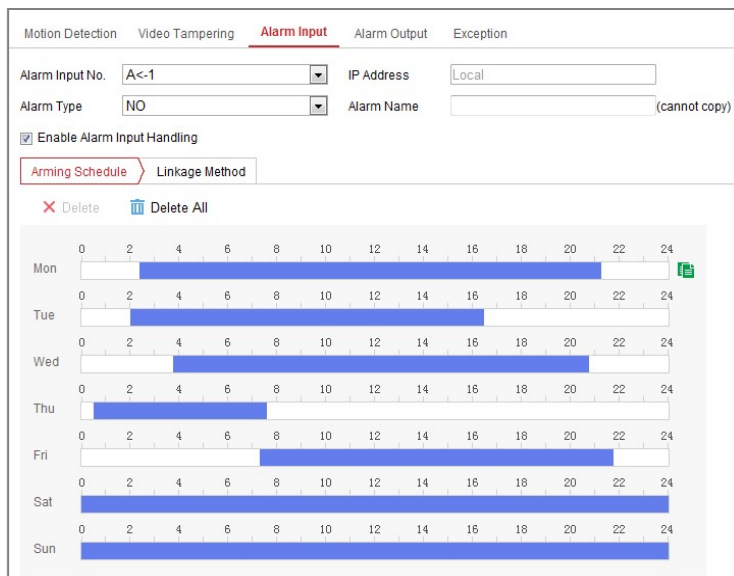 Motion Detection Video Tampering Alarm Input Alarm Output Exception
Alarm Input No. A<-1 IP Address Local
Alarm Type NO Alarm Name (cannot copy)
Enable Alarm Input Handling
Arming Schedule Linkage Method
Delete Delete All
0 2 4 6 8 10 12 14 16 18 20 22 24
Mon
0 2 4 6 8 10 12 14 16 18 20 22 24
Tue
0 2 4 6 8 10 12 14 16 18 20 22 24
Wed
0 2 4 6 8 10 12 14 16 18 20 22 24
Thu
0 2 4 6 8 10 12 14 16 18 20 22 24
Fri
0 2 4 6 8 10 12 14 16 18 20 22 24
Sat
0 2 4 6 8 10 12 14 16 18 20 22 24
Sun